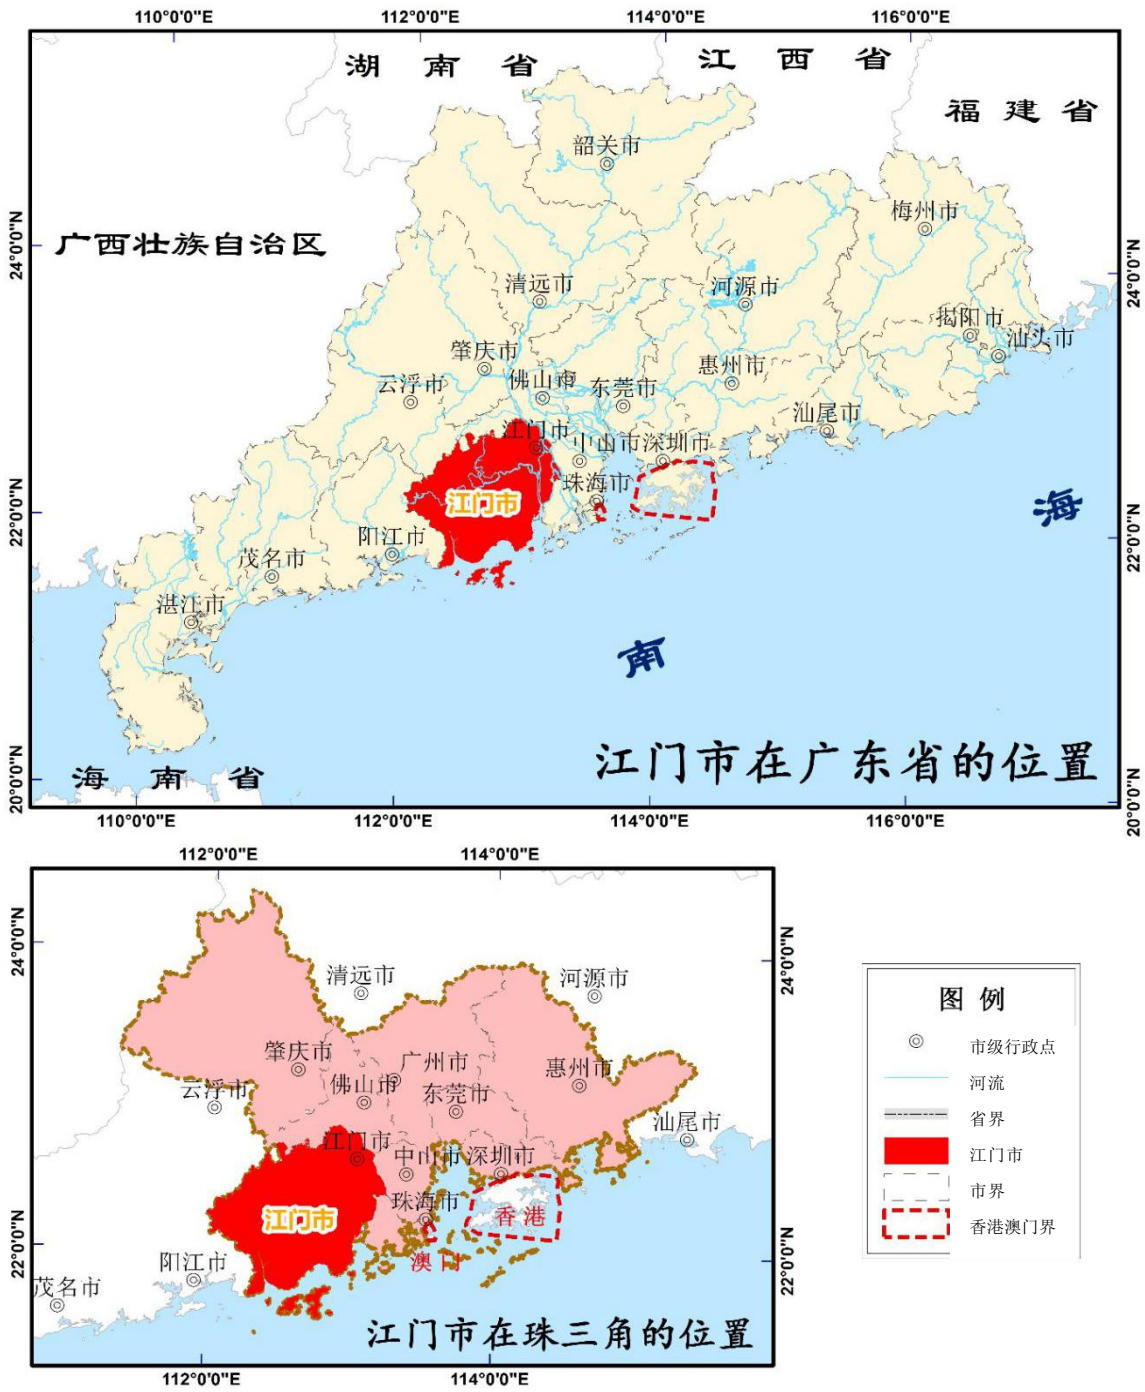 110°0'0"E 112°0'0"E 114°0'0"E 116°0'0"E
湖南省
江西省
福建省
韶关市
梅州市
24°0'0"N
广西壮族自治区
24°0'0"N
清远市
河源市
揭阳市
汕头市
肇庆市
佛山市
惠州市
云浮市
东莞市
汕尾市
江门市
中山市
深圳市
珠海市
江门市
22°0'0"N
海
22°0'0"N
阳江市
茂名市
湛江市
南
江门市在广东省的位置
海南省
20°0'0"N
20°0'0"N
110°0'0"E 112°0'0"E 114°0'0"E 116°0'0"E
112°0'0"E 114°0'0"E
24°0'0"N
24°0'0"N
清远市
河源市
肇庆市
广州市
惠州市
佛山市
云浮市
东莞市
汕尾市
江门市
中山市
深圳市
珠海市
江门市
香港
22°0'0"N
22°0'0"N
澳门
阳江市
茂名市
江门市在珠三角的位置
112°0'0"E 114°0'0"E
图 例
市级行政点
河流
省界
江门市
市界
香港澳门界